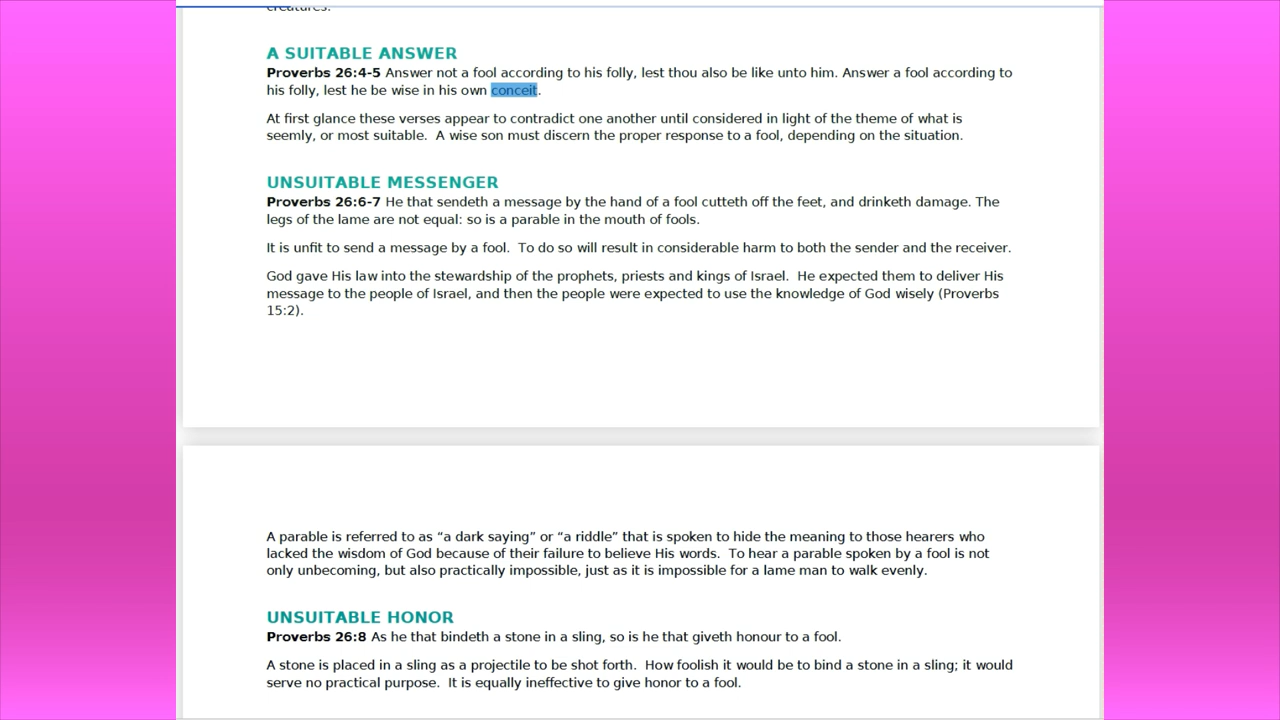 creatures.
A SUITABLE ANSWER
Proverbs 26:4-5 Answer not a fool according to his folly, lest thou also be like unto him. Answer a fool according to
his folly, lest he be wise in his own conceit.
At first glance these verses appear to contradict one another until considered in light of the theme of what is
seemly, or most suitable.  A wise son must discern the proper response to a fool, depending on the situation.
UNSUITABLE MESSENGER
Proverbs 26:6-7 He that sendeth a message by the hand of a fool cutteth off the feet, and drinketh damage. The
legs of the lame are not equal: so is a parable in the mouth of fools.
It is unfit to send a message by a fool.  To do so will result in considerable harm to both the sender and the receiver.
God gave His law into the stewardship of the prophets, priests and kings of Israel.  He expected them to deliver His
message to the people of Israel, and then the people were expected to use the knowledge of God wisely (Proverbs
15:2).
A parable is referred to as “a dark saying” or “a riddle” that is spoken to hide the meaning to those hearers who
lacked the wisdom of God because of their failure to believe His words.  To hear a parable spoken by a fool is not
only unbecoming, but also practically impossible, just as it is impossible for a lame man to walk evenly.
UNSUITABLE HONOR
Proverbs 26:8 As he that bindeth a stone in a sling, so is he that giveth honour to a fool.
A stone is placed in a sling as a projectile to be shot forth.  How foolish it would be to bind a stone in a sling; it would
serve no practical purpose.  It is equally ineffective to give honor to a fool.